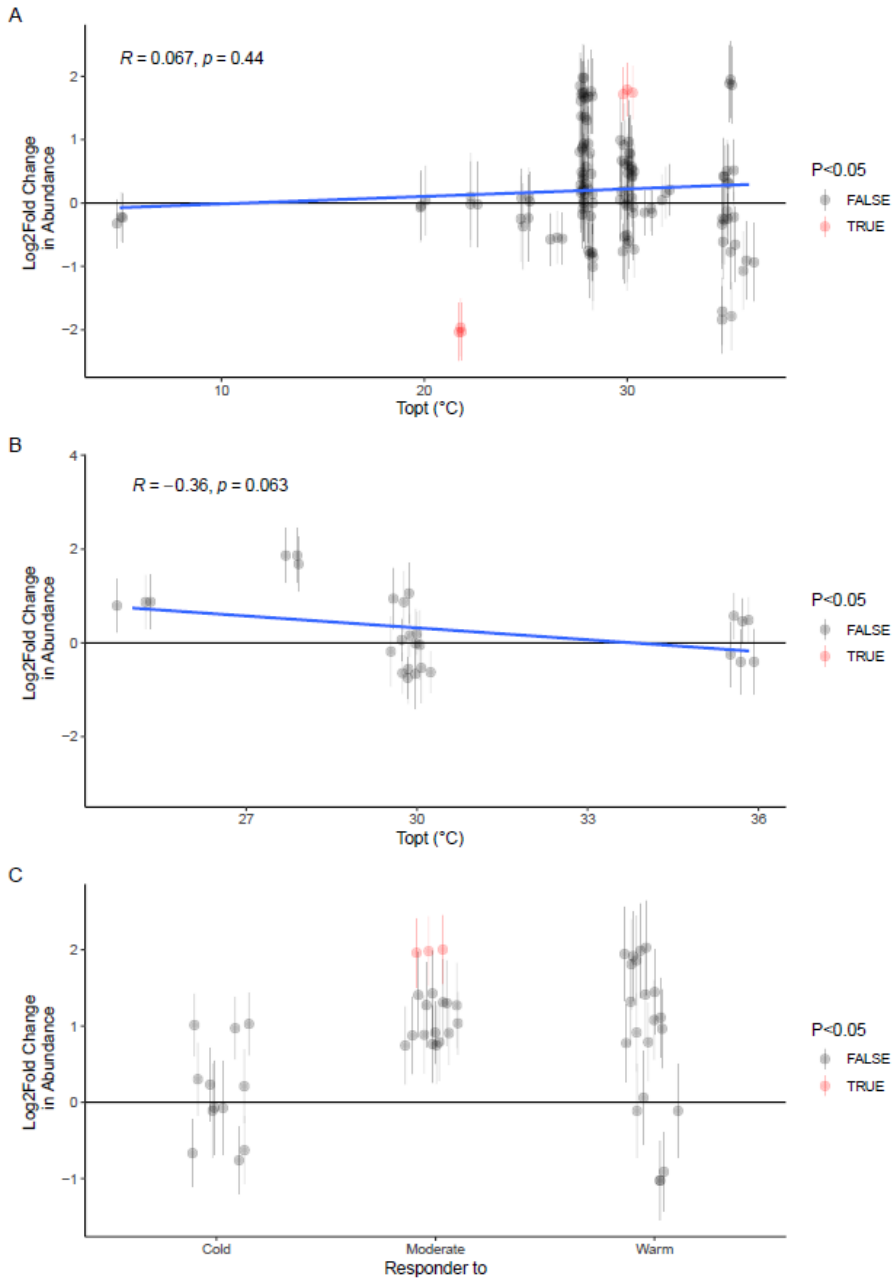 A
R = 0.067, p = 0.44
2
1
0
−1
−2
Log2Fold Change
in Abundance
10
20
30
Topt (°C)
P<0.05
FALSE
TRUE
B
R = −0.36, p = 0.063
4
2
0
−2
Log2Fold Change
in Abundance
27
30
33
36
Topt (°C)
P<0.05
FALSE
TRUE
C
2
1
0
−1
Log2Fold Change
in Abundance
Cold
Moderate
Warm
Responder to
P<0.05
FALSE
TRUE